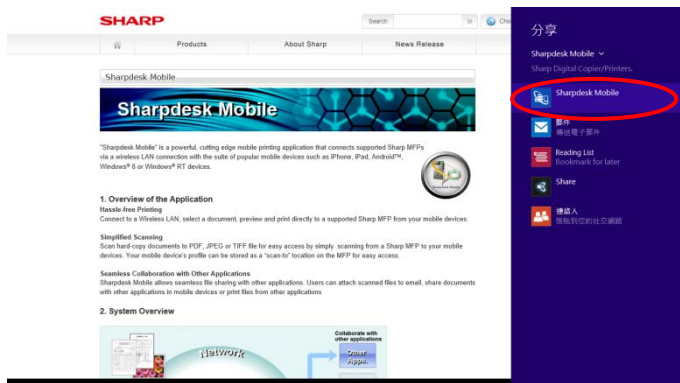 SHARP
Search
Cho
Products
About Sharp
News Release
Sharpdesk Mobile
Sharpdesk Mobile
"Sharpdesk Mobile" is a powerful, cutting edge mobile printing application that connects supported Sharp MFPs
via a wireless LAN connection with the suite of popular mobile devices such as iPhone, iPad, Android™,
Windows® 8 or Windows® RT devices.
1. Overview of the Application
Hassle-free Printing
Connect to a Wireless LAN, select a document, preview and print directly to a supported Sharp MFP from your mobile devices.
Simplified Scanning
Scan hard-copy documents to PDF, JPEG or TIFF file for easy access by simply scanning from a Sharp MFP to your mobile
devices. Your mobile device's profile can be stored as a "scan-to" location on the MFP for easy access.
Seamless Collaboration with Other Applications
Sharpdesk Mobile allows seamless file sharing with other applications. Users can attach scanned files to email, share documents
with other applications in mobile devices or print files from other applications
2. System Overview
Network
Collaborate with
other applications
Other
Apps.
分享
Sharpdesk Mobile
Sharp Digital Copier/Printers.
Sharpdesk Mobile
郵件
傳送電子郵件
Reading List
Bookmark for later
Share
連絡人
張貼到您的社交網路